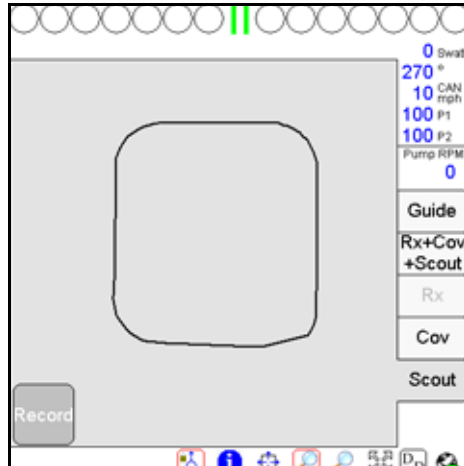 0 Swat
270 °
10 CAN mph
100 P1
100 P2
Pump RPM
0
Guide
Rx+Cov
+Scout
Rx
Cov
Scout
Record